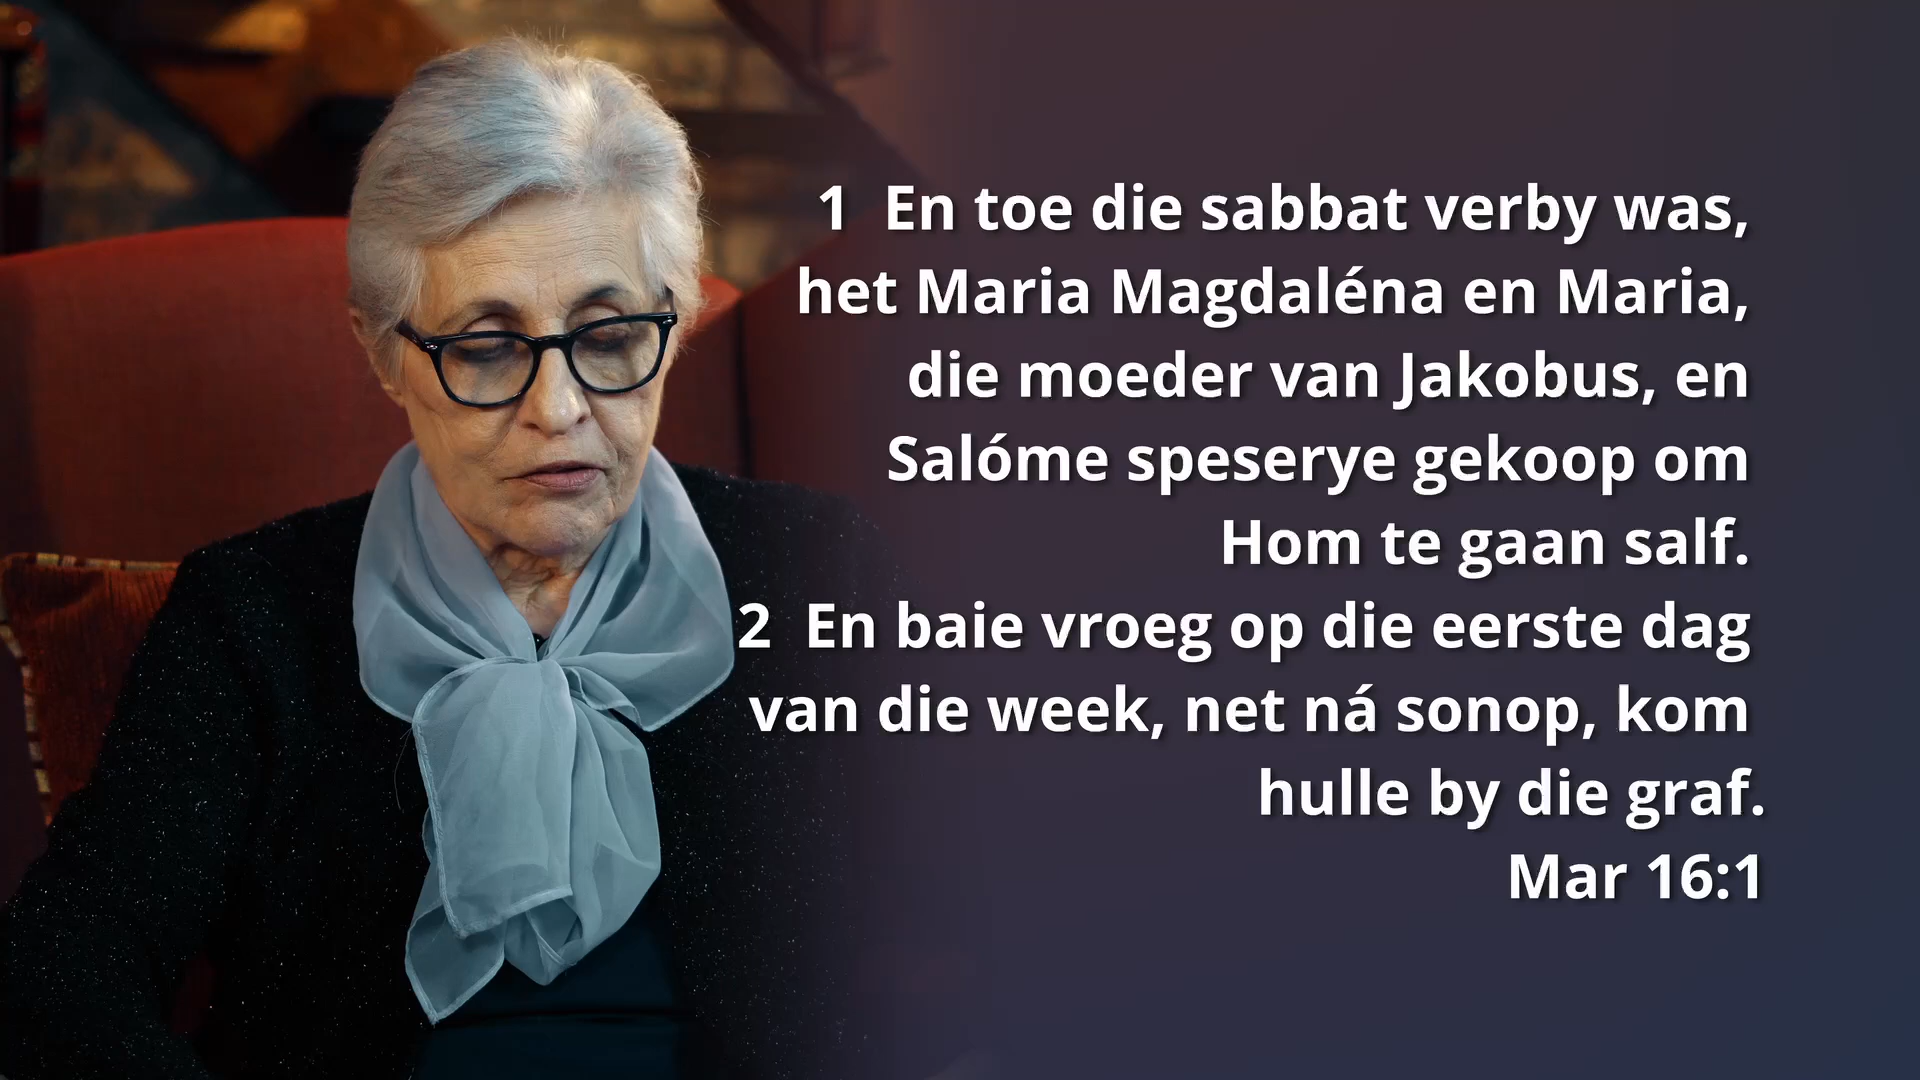 1 En toe die sabbat verby was,
het Maria Magdaléna en Maria,
die moeder van Jakobus, en
Salóme speserye gekoop om
Hom te gaan salf.
2 En baie vroeg op die eerste dag
van die week, net ná sonop, kom
hulle by die graf.
Mar 16:1